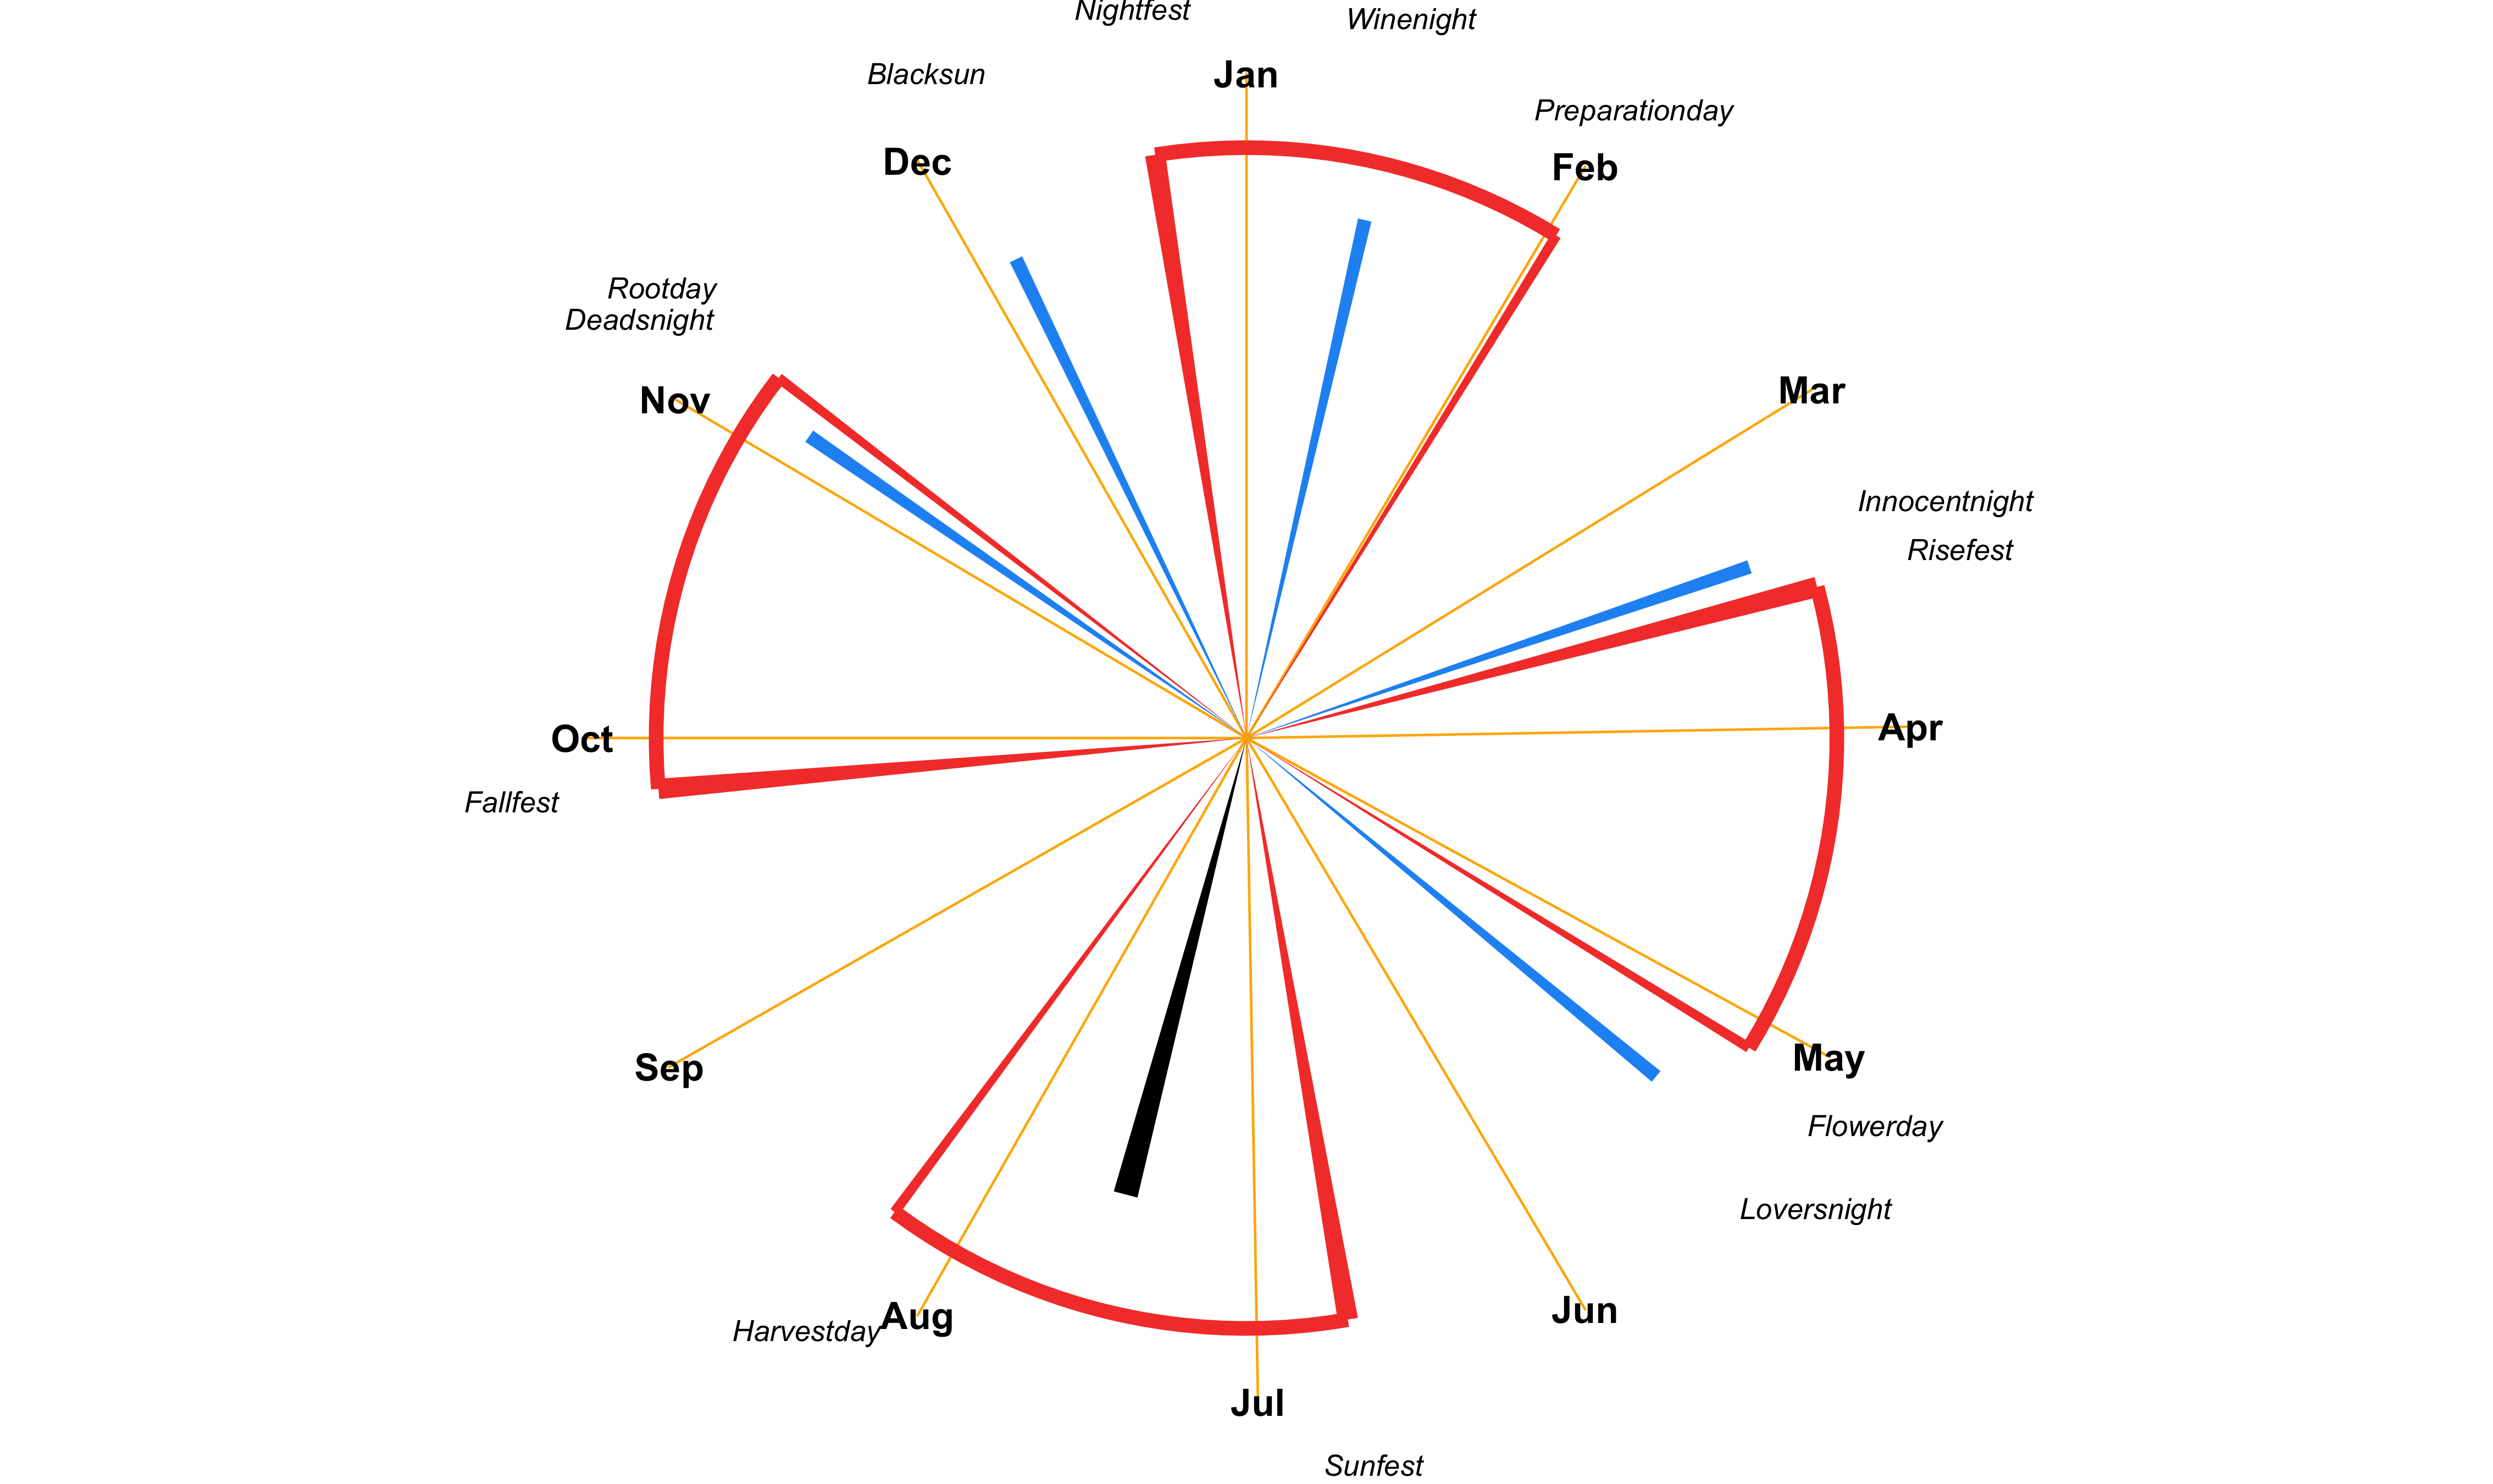 Nightfest
Winenight
Blacksun
Jan
Preparationday
Dec
Feb
Rootday
Deadsnight
Nov
Mar
Innocentnight
Risefest
Oct
Apr
Fallfest
Sep
May
Flowerday
Loversnight
Harvestday
Aug
Jun
Jul
Sunfest